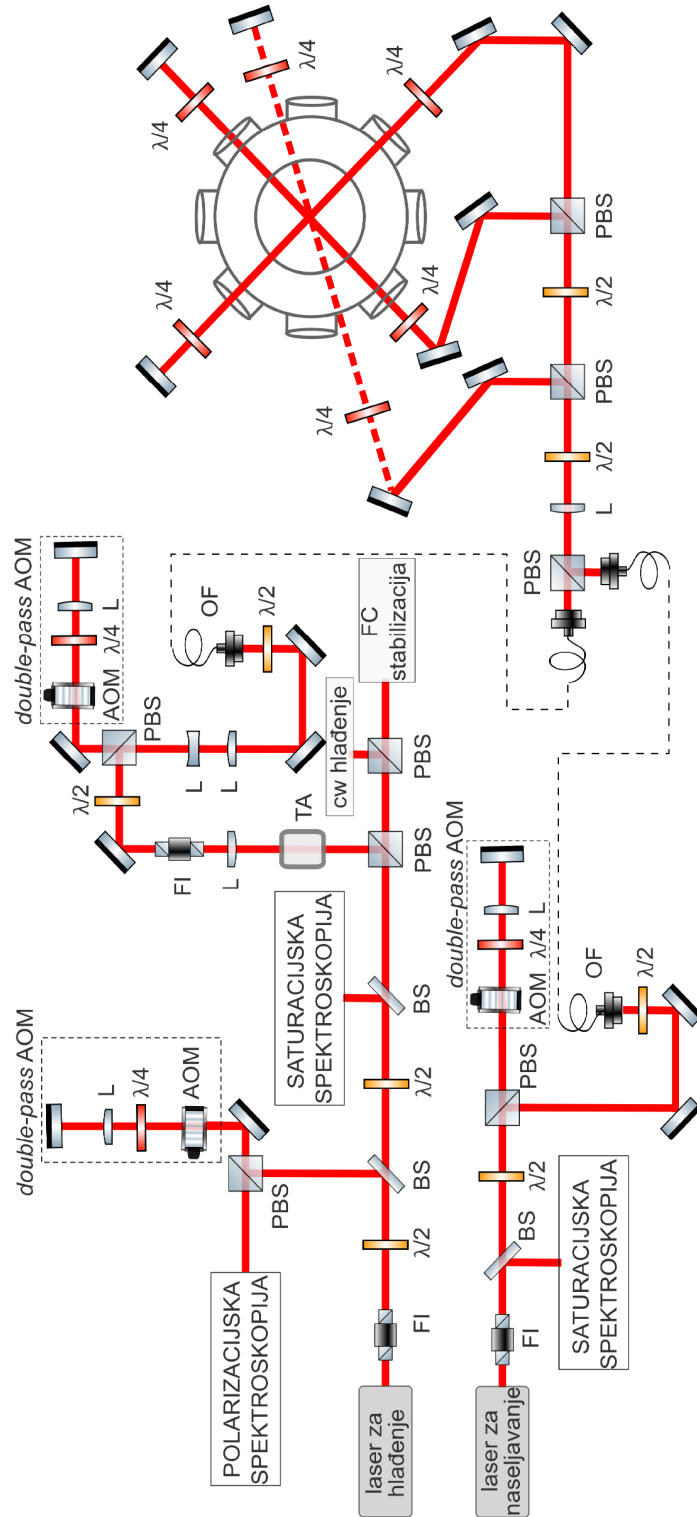 double-pass AOM
L
λ/4
AOM
PBS
POLARIZACIJSKA
SPEKTROSKOPIJA
laser za
hlađenje
FI
λ/2
BS
λ/2
BS
SATURACIJSKA
SPEKTROSKOPIJA
PBS
PBS
cw hlađenje
FC
stabilizacija
TA
L
FI
λ/2
PBS
double-pass AOM
AOM
λ/4
L
L
L
OF
λ/2
laser za
naseljavanje
FI
BS
SATURACIJSKA
SPEKTROSKOPIJA
λ/2
PBS
double-pass AOM
AOM
λ/4
L
OF
λ/2
PBS
L
λ/2
PBS
λ/2
PBS
λ/4
λ/4
λ/4
λ/4
λ/4
λ/4